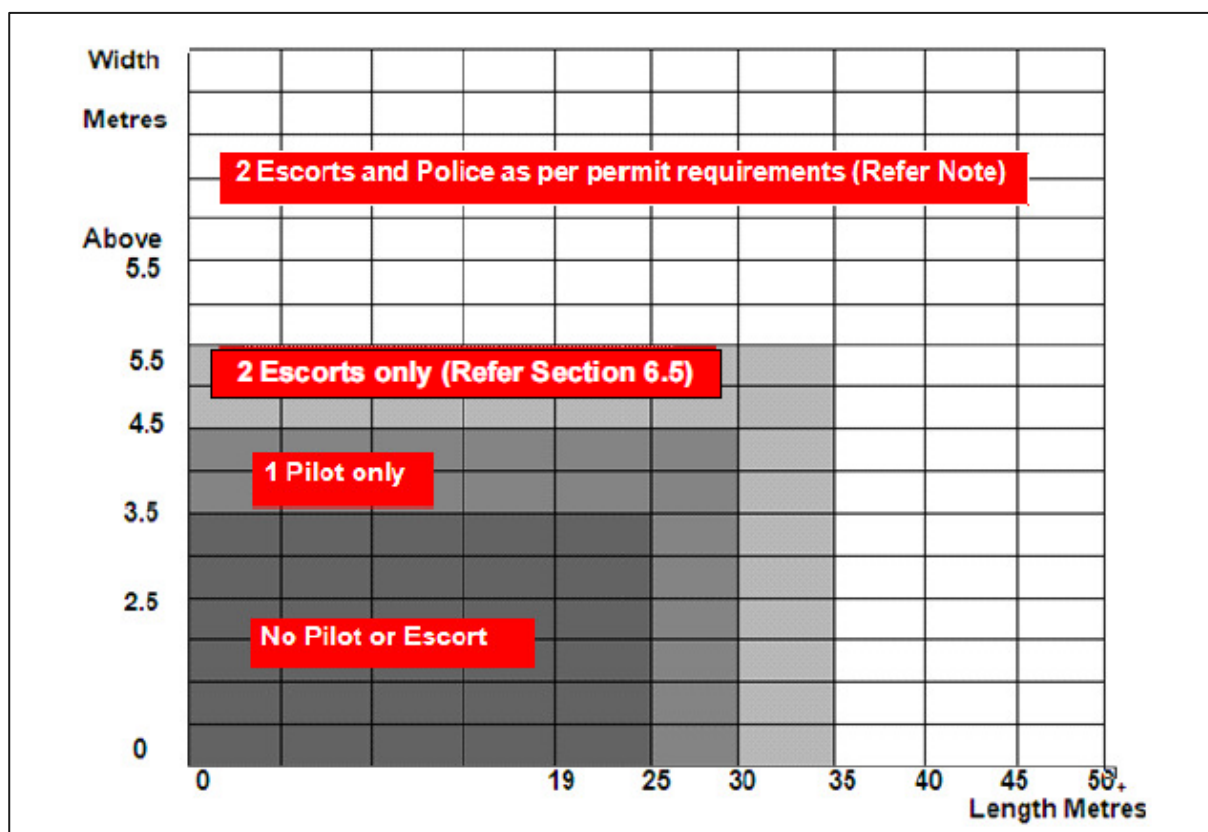 Width
Metres
2 Escorts and Police as per permit requirements (Refer Note)
Above
5.5
5.5
2 Escorts only (Refer Section 6.5)
4.5
1 Pilot only
3.5
2.5
No Pilot or Escort
0
0 19 25 30 35 40 45 50+
Length Metres